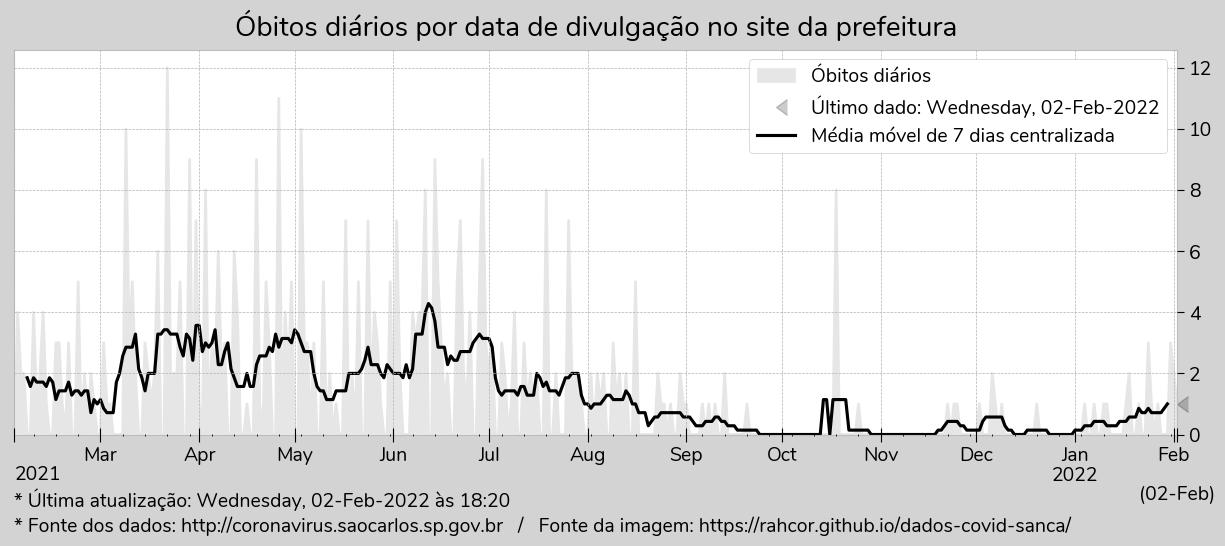 Óbitos diários por data de divulgação no site da prefeitura
Óbitos diários
Último dado: Wednesday, 02-Feb-2022
Média móvel de 7 dias centralizada
12
10
8
6
4
2
0
Mar Apr May Jun Jul Aug Sep Oct Nov Dec Jan Feb
2021 2022
(02-Feb)
* Última atualização: Wednesday, 02-Feb-2022 às 18:20
* Fonte dos dados: http://coronavirus.saocarlos.sp.gov.br / Fonte da imagem: https://rahcor.github.io/dados-covid-sanca/